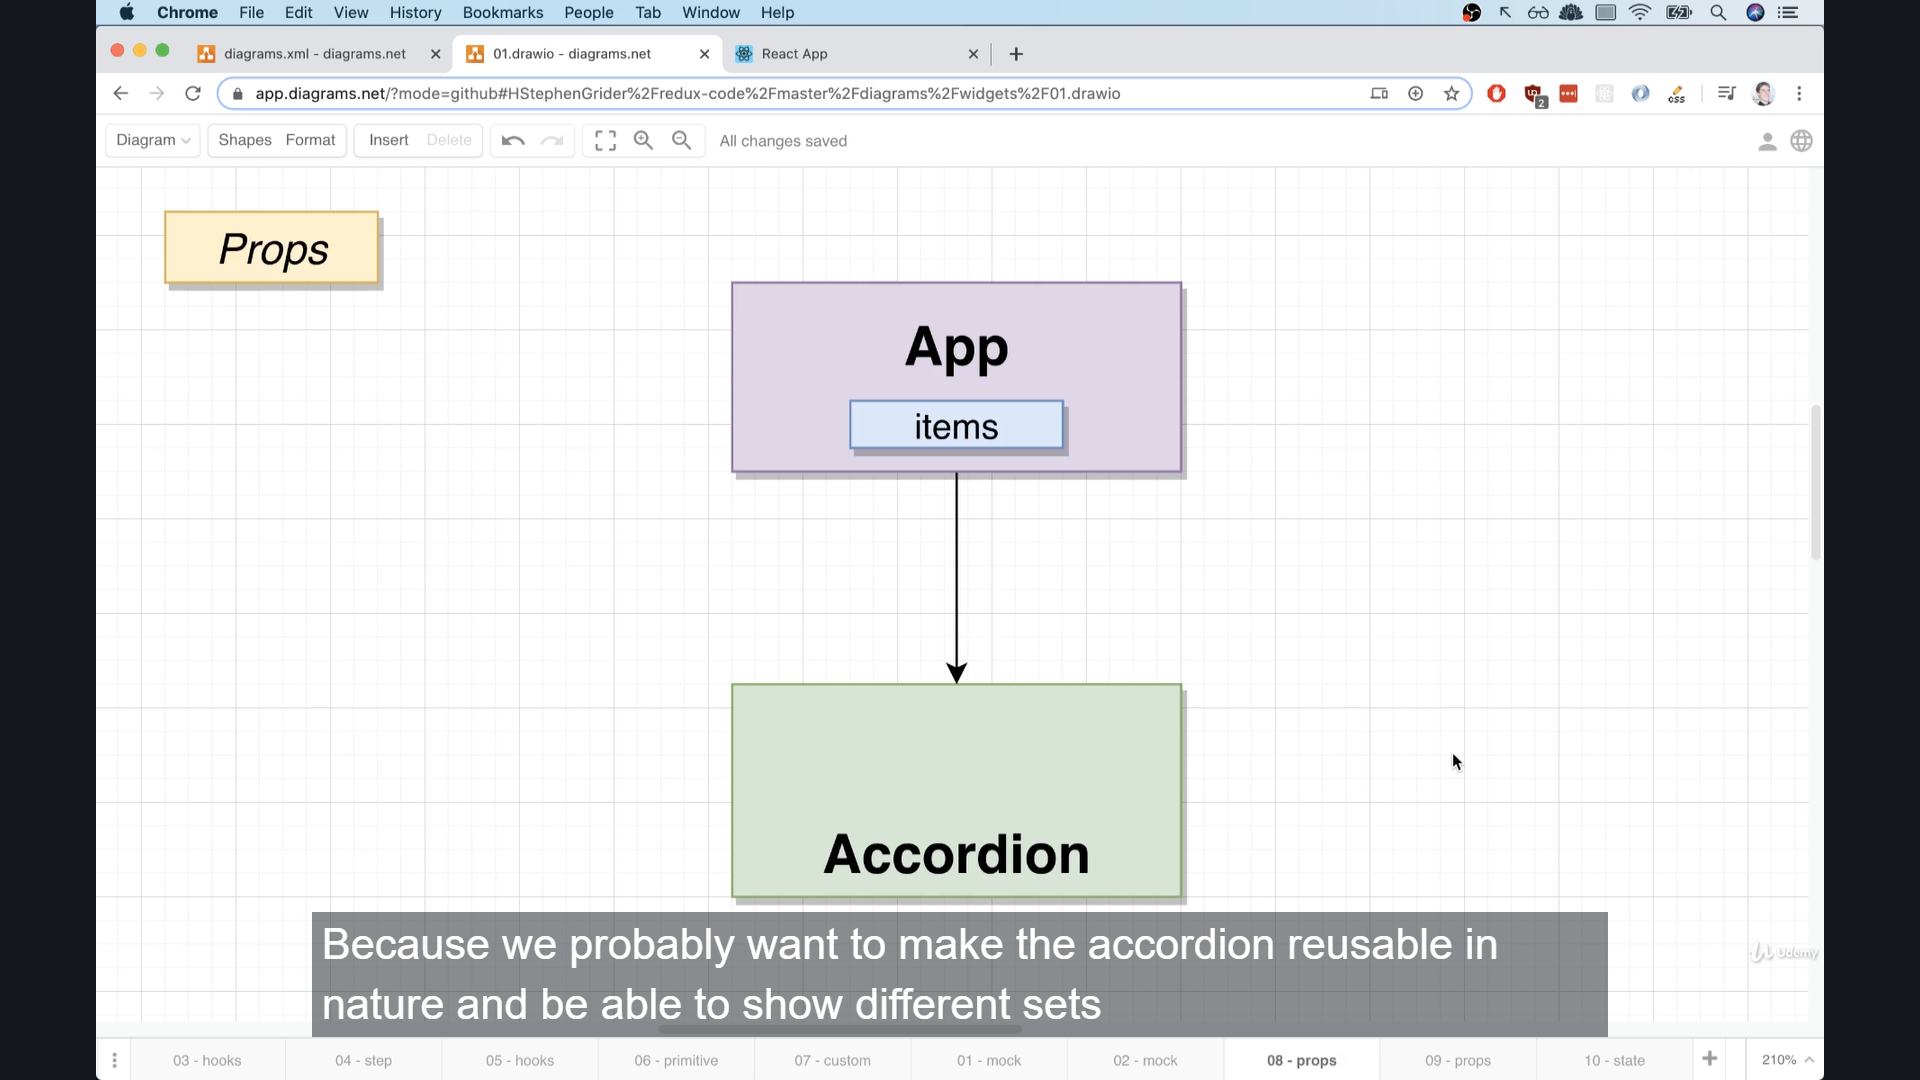 Chrome File Edit View History Bookmarks People Tab Window Help
diagrams.xml - diagrams.net 01.drawio - diagrams.net React App
app.diagrams.net/?mode=github#HStephenGrider%2Fredux-code%2Fmaster%2Fdiagrams%2Fwidgets%2F01.drawio
2
CSS
Diagram Shapes Format Insert Delete All changes saved
Props
App
items
Accordion
Because we probably want to make the accordion reusable in
nature and be able to show different sets
Udemy
03 - hooks 04 - step 05 - hooks 06 - primitive 07 - custom 01 - mock 02 - mock 08 - props 09 - props 10 - state 210%